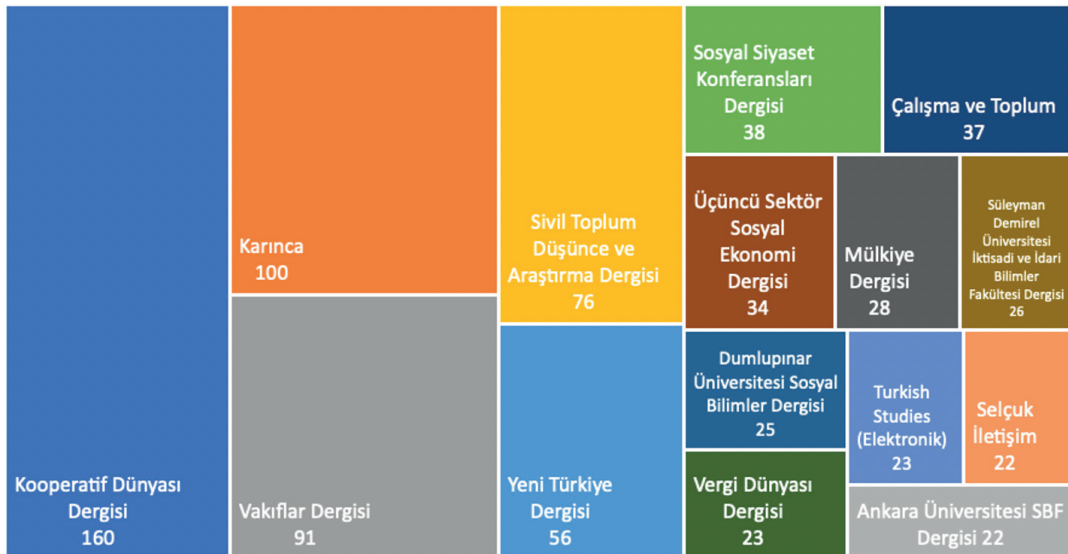 Kooperatif Dünyası
Dergisi
160
Karınca
100
Vakıflar Dergisi
91
Sivil Toplum
Düşünce ve
Araştırma Dergisi
76
Yeni Türkiye
Dergisi
56
Sosyal Siyaset
Konferansları
Dergisi
38
Çalışma ve Toplum
37
Üçüncü Sektör
Sosyal
Ekonomi
Dergisi
34
Mülkiye
Dergisi
28
Süleyman
Demirel
Üniversitesi
İktisadi ve İdari
Bilimler
Fakültesi Dergisi
26
Dumlupınar
Üniversitesi Sosyal
Bilimler Dergisi
25
Vergi Dünyası
Dergisi
23
Turkish
Studies
(Elektronik)
23
Selçuk
İletişim
22
Ankara Üniversitesi SBF
Dergisi 22